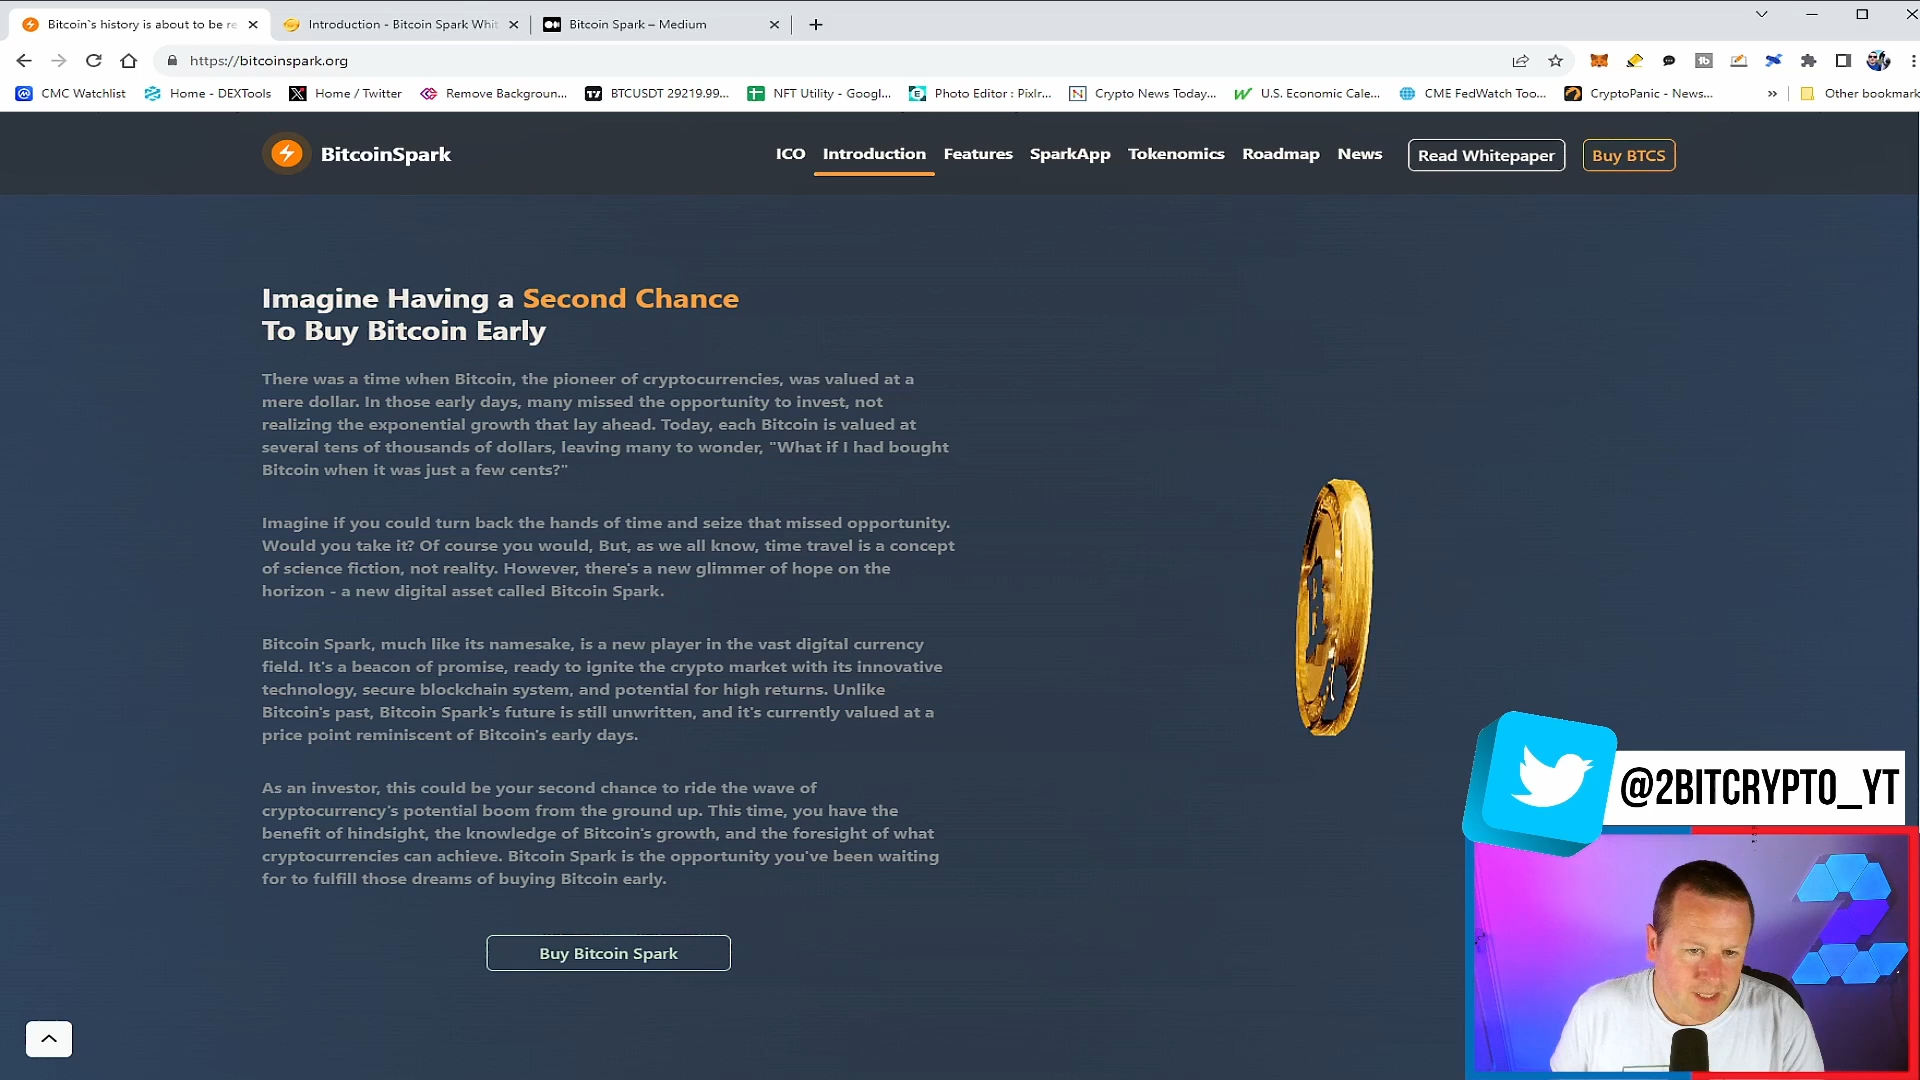 Bitcoin`s history is about to be re
Introduction - Bitcoin Spark Whit
Bitcoin Spark – Medium
https://bitcoinspark.org
CMC Watchlist
Home - DEXTools
Home / Twitter
Remove Backgroun...
BTCUSDT 29219.99...
NFT Utility - Googl...
Photo Editor : Pixlr...
Crypto News Today...
U.S. Economic Cale...
CME FedWatch Too...
CryptoPanic - News...
»
Other bookmark
BitcoinSpark
ICO
Introduction
Features
SparkApp
Tokenomics
Roadmap
News
Read Whitepaper
Buy BTCS
Imagine Having a Second Chance
To Buy Bitcoin Early
There was a time when Bitcoin, the pioneer of cryptocurrencies, was valued at a
mere dollar. In those early days, many missed the opportunity to invest, not
realizing the exponential growth that lay ahead. Today, each Bitcoin is valued at
several tens of thousands of dollars, leaving many to wonder, "What if I had bought
Bitcoin when it was just a few cents?"
Imagine if you could turn back the hands of time and seize that missed opportunity.
Would you take it? Of course you would, But, as we all know, time travel is a concept
of science fiction, not reality. However, there's a new glimmer of hope on the
horizon - a new digital asset called Bitcoin Spark.
Bitcoin Spark, much like its namesake, is a new player in the vast digital currency
field. It's a beacon of promise, ready to ignite the crypto market with its innovative
technology, secure blockchain system, and potential for high returns. Unlike
Bitcoin's past, Bitcoin Spark's future is still unwritten, and it's currently valued at a
price point reminiscent of Bitcoin's early days.
As an investor, this could be your second chance to ride the wave of
cryptocurrency's potential boom from the ground up. This time, you have the
benefit of hindsight, the knowledge of Bitcoin's growth, and the foresight of what
cryptocurrencies can achieve. Bitcoin Spark is the opportunity you've been waiting
for to fulfill those dreams of buying Bitcoin early.
Buy Bitcoin Spark
@2BITCRYPTO_YT